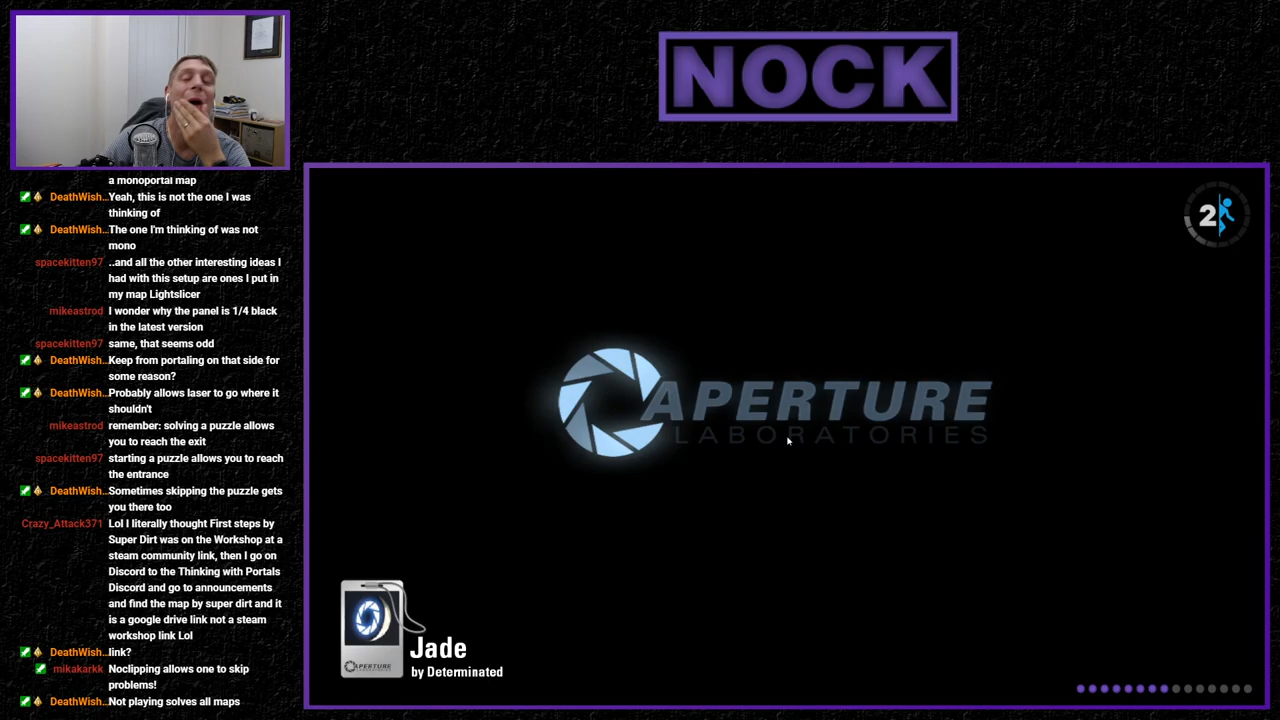 NOCK
a monoportal map
DeathWish...Yeah, this is not the one I was
thinking of
DeathWish...The one I'm thinking of was not
mono
spacekitten97 ..and all the other interesting ideas I
had with this setup are ones I put in
my map Lightslicer
mikeastrod I wonder why the panel is 1/4 black
in the latest version
spacekitten97 same, that seems odd
DeathWish...Keep from portaling on that side for
some reason?
DeathWish...Probably allows laser to go where it
shouldn't
mikeastrod remember: solving a puzzle allows
you to reach the exit
spacekitten97 starting a puzzle allows you to reach
the entrance
DeathWish...Sometimes skipping the puzzle gets
you there too
Crazy_Attack371 Lol I literally thought First steps by
Super Dirt was on the Workshop at a
steam community link, then I go on
Discord to the Thinking with Portals
Discord and go to announcements
and find the map by super dirt and it
is a google drive link not a steam
workshop link Lol
DeathWish...link?
mikakarkk Noclipping allows one to skip
problems!
DeathWish...Not playing solves all maps
2
APERTURE
LABORATORIES
APERTURE
LABORATORIES
Jade
by Determinated